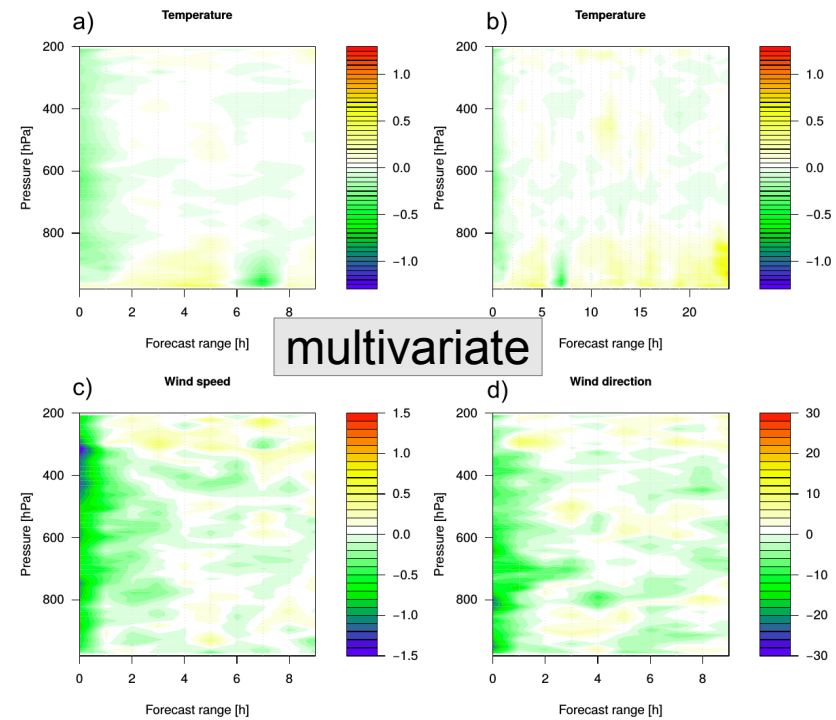 a)
Temperature
200
400
600
800
Pressure [hPa]
0 2 4 6 8
Forecast range [h]
1.0
0.5
0.0
−0.5
−1.0
b)
Temperature
200
400
600
800
Pressure [hPa]
0 5 10 15 20
Forecast range [h]
1.0
0.5
0.0
−0.5
−1.0
multivariate
c)
Wind speed
200
400
600
800
Pressure [hPa]
0 2 4 6 8
Forecast range [h]
1.5
1.0
0.5
0.0
−0.5
−1.0
−1.5
d)
Wind direction
200
400
600
800
Pressure [hPa]
0 2 4 6 8
Forecast range [h]
30
20
10
0
−10
−20
−30